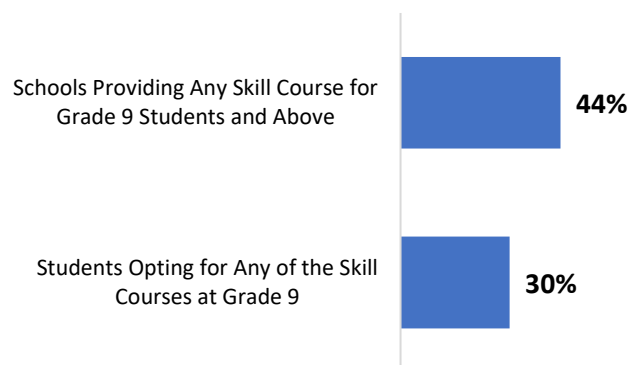 Schools Providing Any Skill Course for
Grade 9 Students and Above
44%
Students Opting for Any of the Skill
Courses at Grade 9
30%